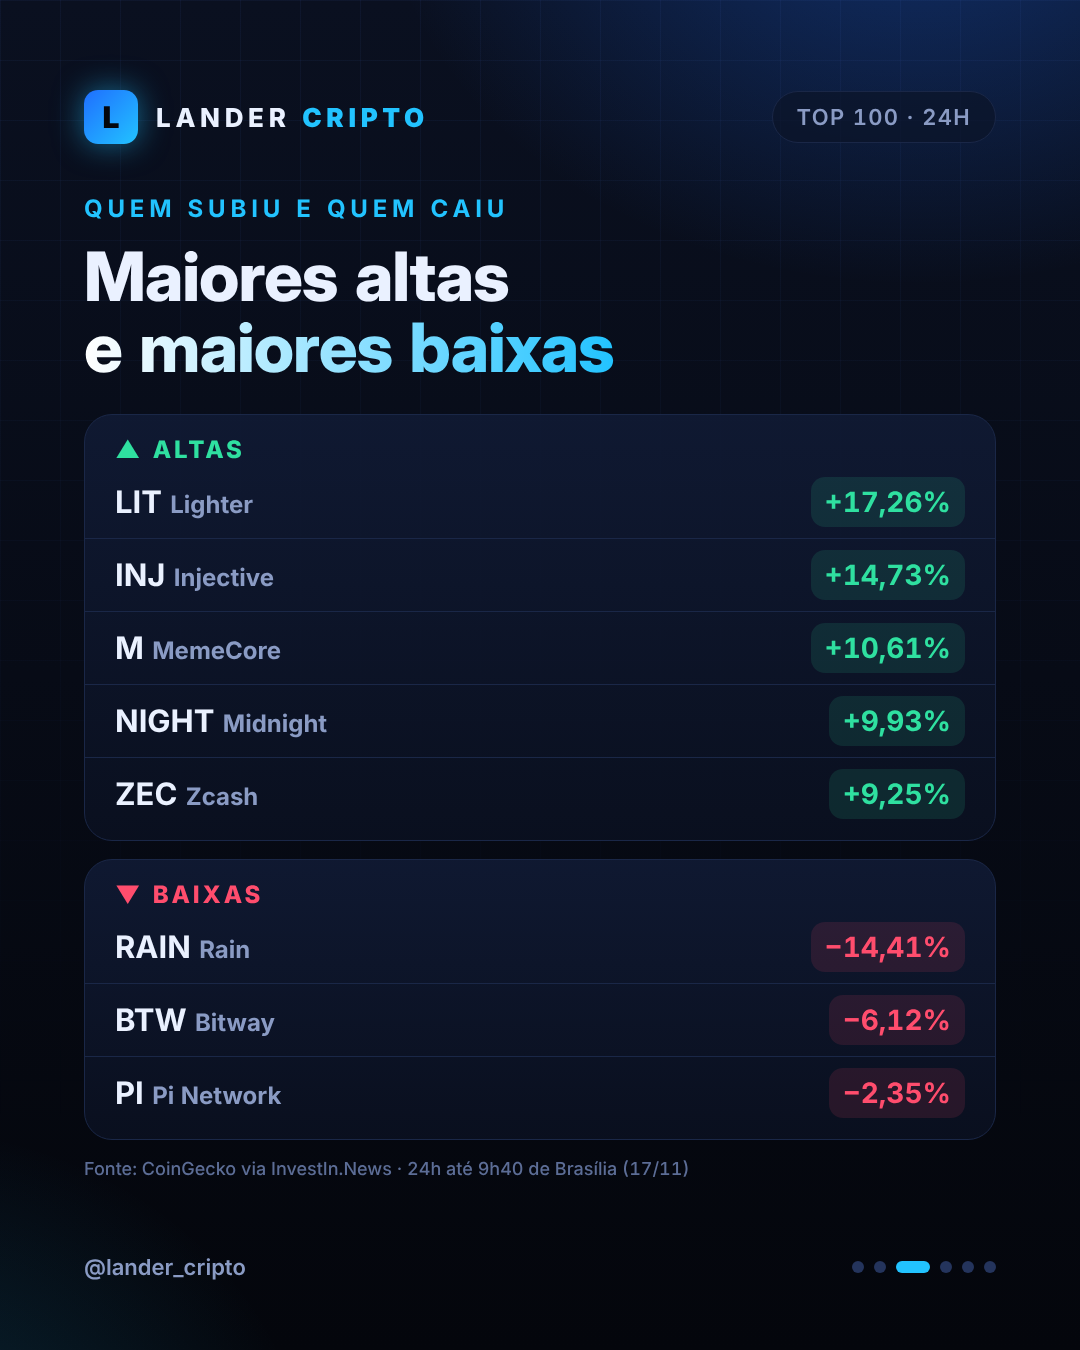 L LANDER CRIPTO
TOP 100 · 24H
QUEM SUBIU E QUEM CAIU
Maiores altas
e maiores baixas
▲ ALTAS
LIT Lighter +17,26%
INJ Injective +14,73%
M MemeCore +10,61%
NIGHT Midnight +9,93%
ZEC Zcash +9,25%
▼ BAIXAS
RAIN Rain −14,41%
BTW Bitway −6,12%
PI Pi Network −2,35%
Fonte: CoinGecko via InvestIn.News · 24h até 9h40 de Brasília (17/11)
@lander_cripto